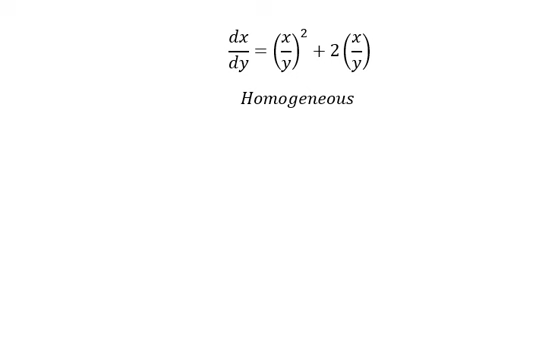 dx/dy = (x/y)² + 2(x/y)
Homogeneous